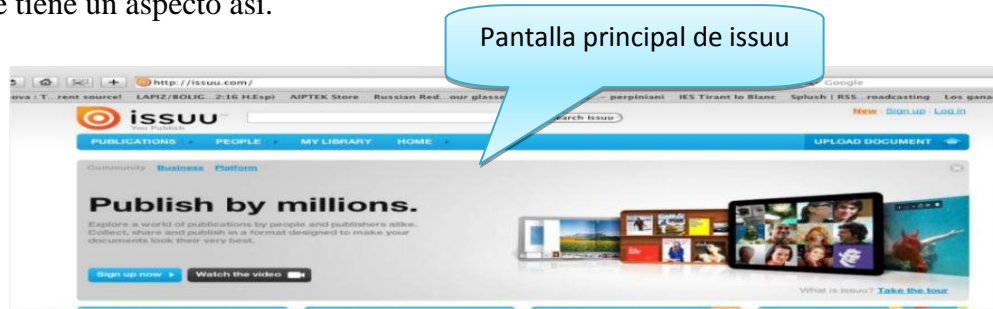 e tiene un aspecto así.
Pantalla principal de issuu
http://issuu.com/
Google
ova : T...rent source! LAPIZ/BOLIG...2:16 H.Esp) AIPTEK Store Russian Red...our glasse perpiniani IES Tirant lo Blanc Splush | RSS...roadcasting Los gana
issuu
You Publish
earch Issuu
New Sign up Log in
PUBLICATIONS PEOPLE MY LIBRARY HOME UPLOAD DOCUMENT
Community Business Platform
Publish by millions.
Explore a world of publications by people and publishers alike.
Collect, share and publish in a format designed to make your
documents look their very best.
Sign up now Watch the video
What is Issuu? Take the tour